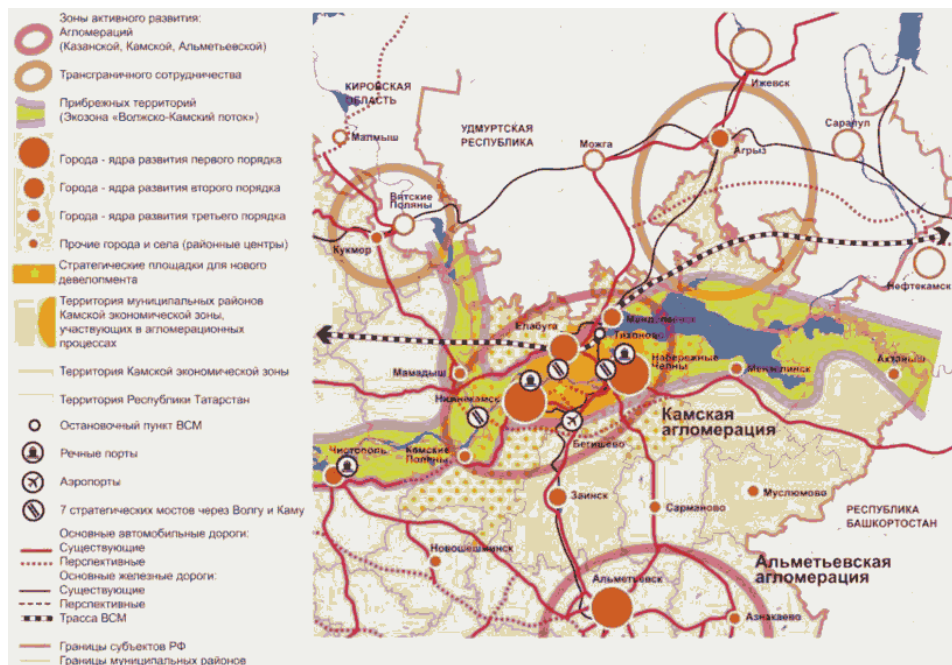 Зоны активного развития:
Агломераций
(Казанской, Камской, Альметьевской)
Трансграничного сотрудничества
Прибрежных территорий
(Экозона «Волжско-Камский поток»)
Города - ядра развития первого порядка
Города - ядра развития второго порядка
Города - ядра развития третьего порядка
Прочие города и села (районные центры)
Стратегические площадки для нового
девелопмента
Территория муниципальных районов
Камской экономической зоны,
участвующих в агломерационных
процессах
Территория Камской экономической зоны
Территория Республики Татарстан
Остановочный пункт ВСМ
Речные порты
Аэропорты
7 стратегических мостов через Волгу и Каму
Основные автомобильные дороги:
Существующие
Перспективные
Основные железные дороги:
Существующие
Перспективные
Трасса ВСМ
Границы субъектов РФ
Границы муниципальных районов
Ижевск
КИРОВСКАЯ
ОБЛАСТЬ
УДМУРТСКАЯ
РЕСПУБЛИКА
Малмыш
Сарапул
Агрыз
Можга
Вятские
Поляны
Кукмор
Нефтекамск
Менделеевск
Елабуга
Тихоново
Набережные
Челны
Мамадыш
Мензелинск
Актаныш
Нижнекамск
Камская
агломерация
Бегишево
Чистополь
Камские
Поляны
Заинск
Муслюмово
Сарманово
РЕСПУБЛИКА
БАШКОРТОСТАН
Новошешминск
Альметьевская
агломерация
Альметьевск
Азнакаево